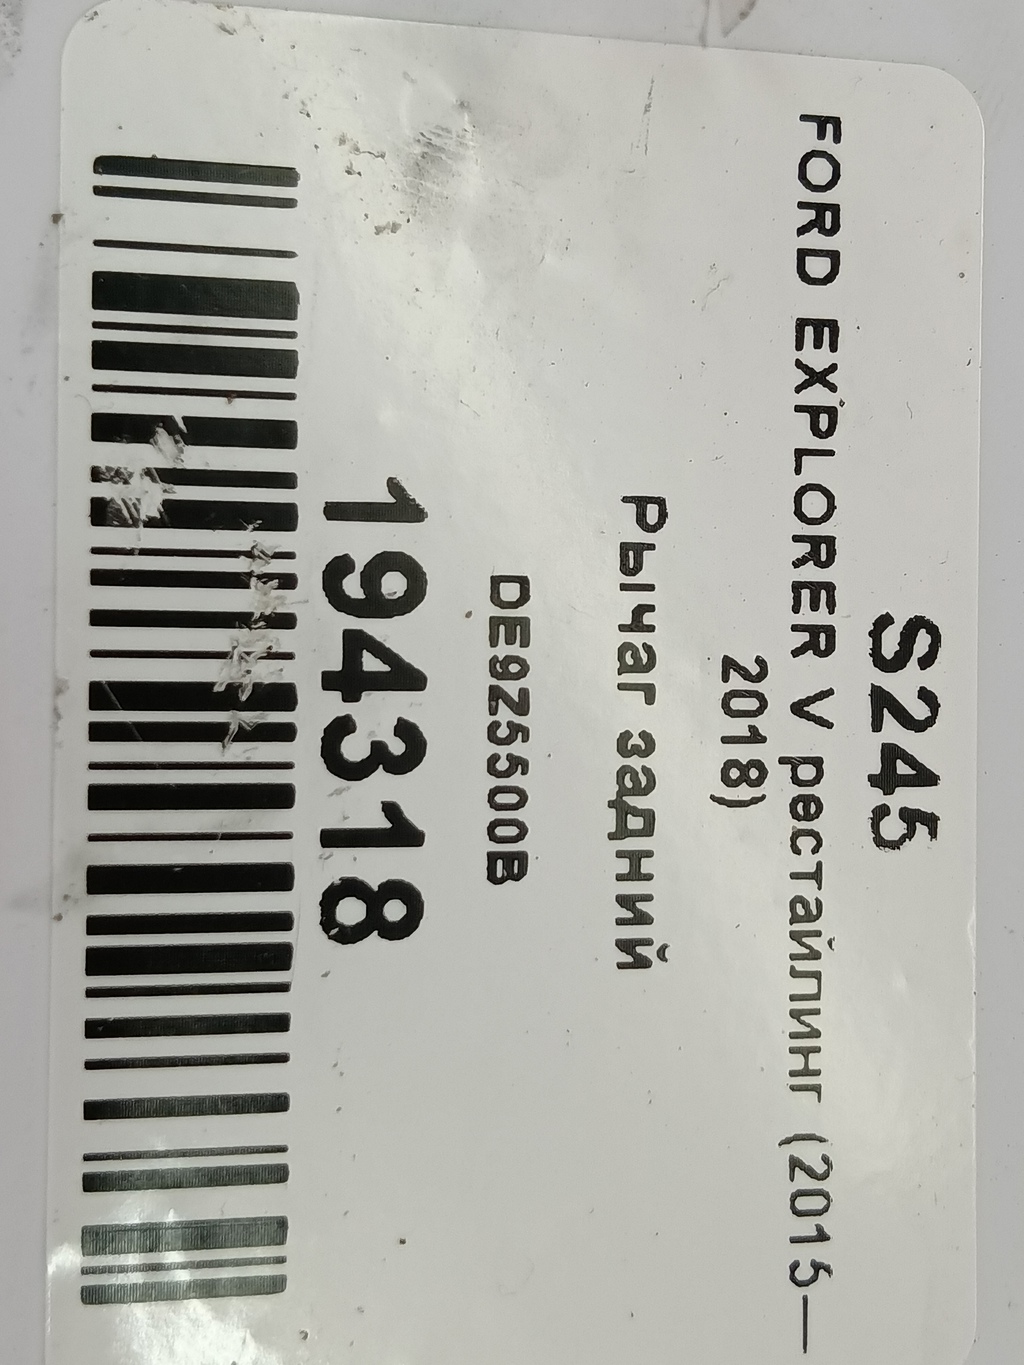 S245
FORD EXPLORER V рестайлинг (2015—
2018)
Рычаг задний
DE9Z5500B
194318